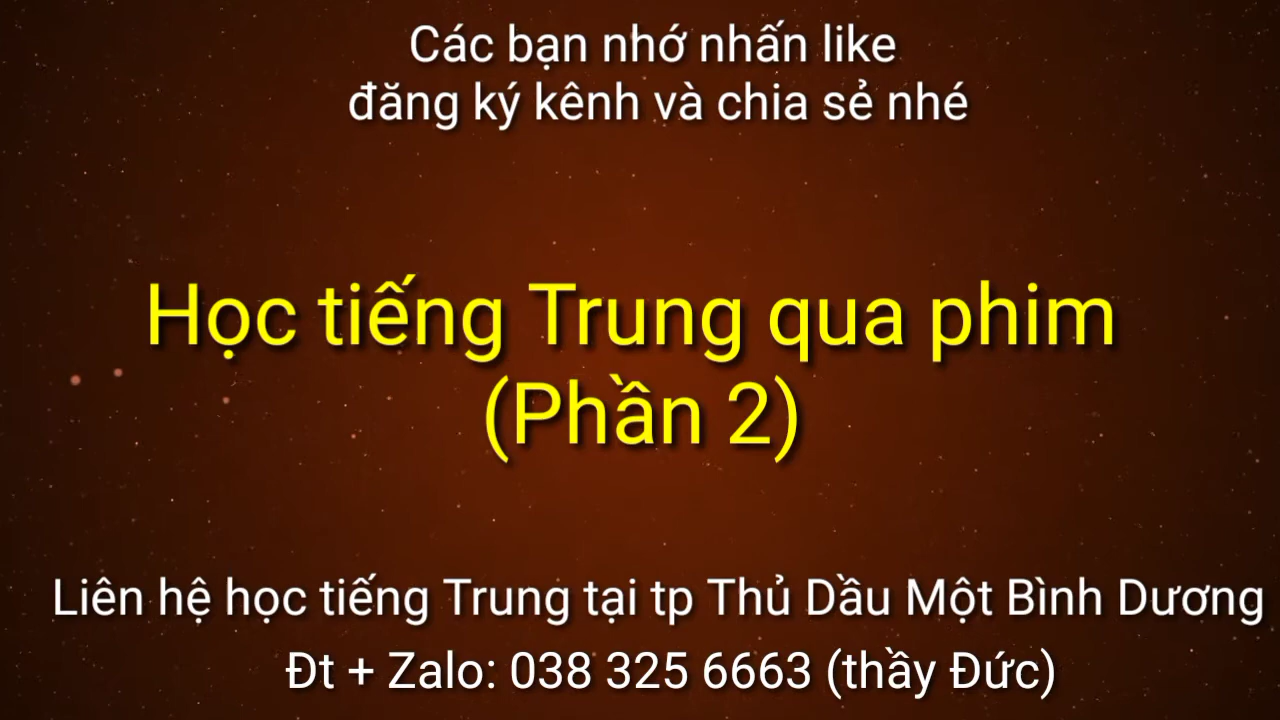 Các bạn nhớ nhấn like
đăng ký kênh và chia sẻ nhé
Học tiếng Trung qua phim
(Phần 2)
Liên hệ học tiếng Trung tại tp Thủ Dầu Một Bình Dương
Đt + Zalo: 038 325 6663 (thầy Đức)